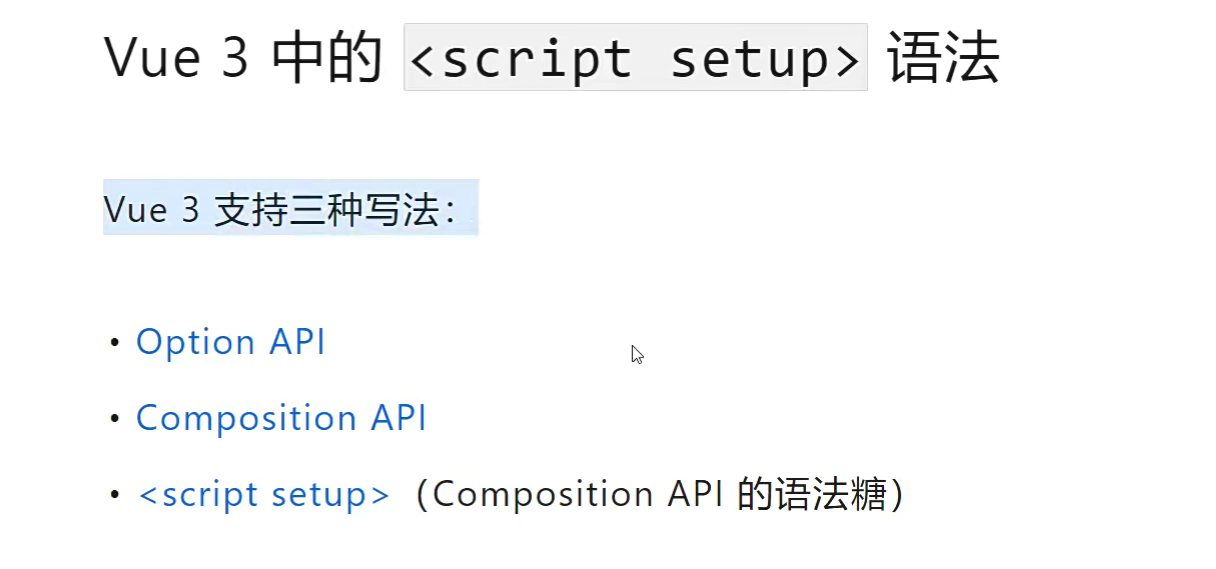 Vue 3 中的 <script setup> 语法
Vue 3 支持三种写法：
• Option API
• Composition API
• <script setup>（Composition API 的语法糖）